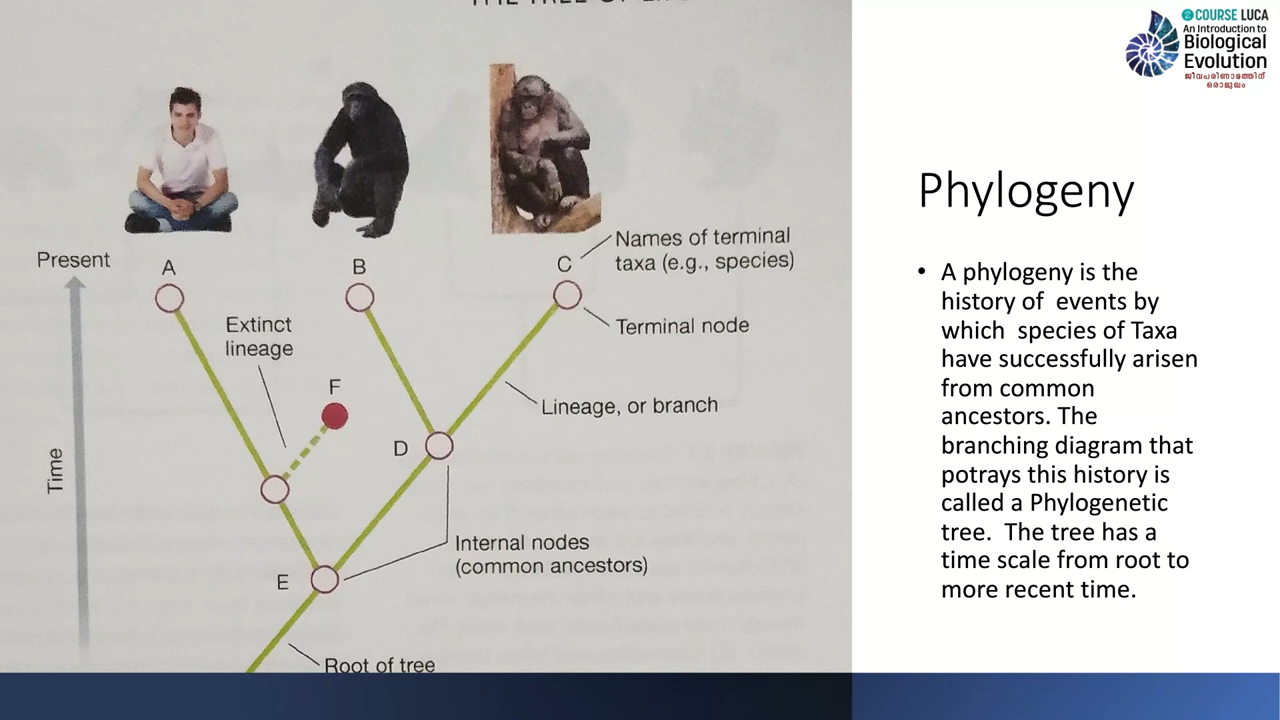 COURSE LUCA
An Introduction to
Biological
Evolution
ജീവപരിണാമത്തിന്
ഒരാമുഖം
Phylogeny
• A phylogeny is the
history of  events by
which  species of Taxa
have successfully arisen
from common
ancestors. The
branching diagram that
potrays this history is
called a Phylogenetic
tree.  The tree has a
time scale from root to
more recent time.
Present
Time
A
B
C
Names of terminal
taxa (e.g., species)
Terminal node
Extinct
lineage
F
Lineage, or branch
D
Internal nodes
(common ancestors)
E
Root of tree